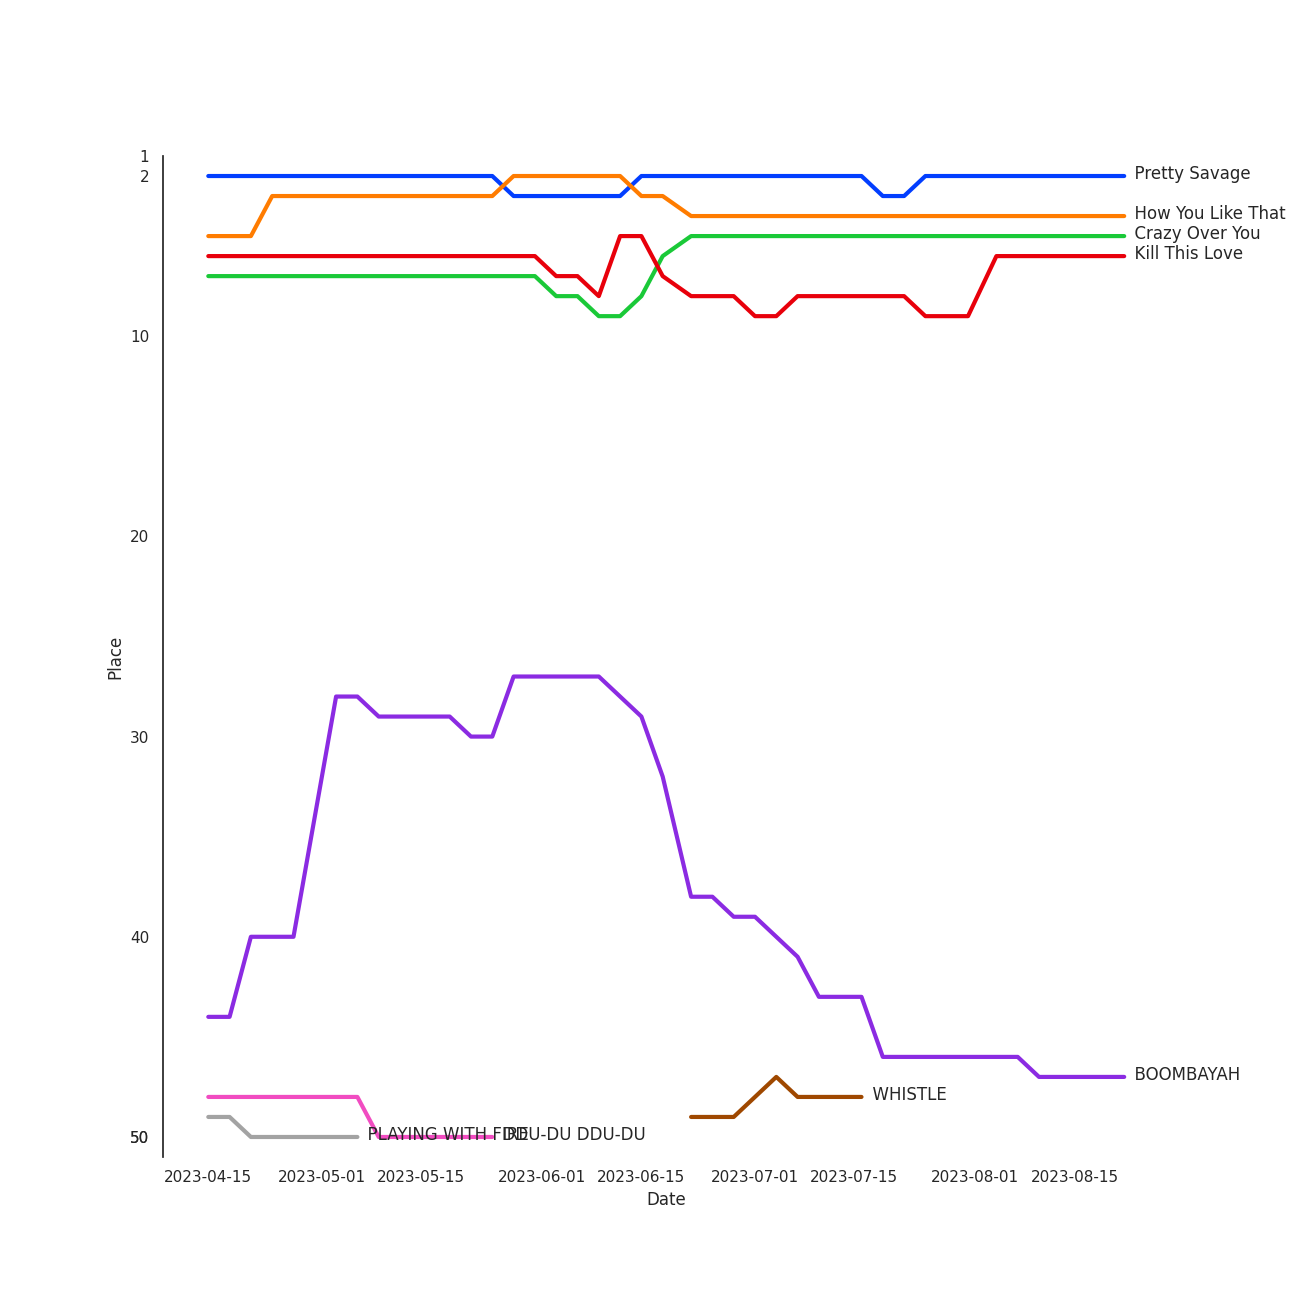 1
2
Pretty Savage
How You Like That
Crazy Over You
Kill This Love
10
20
30
40
50
Place
BOOMBAYAH
WHISTLE
PLAYING WITH FIRE
DDU-DU DDU-DU
2023-04-15
2023-05-01
2023-05-15
2023-06-01
2023-06-15
2023-07-01
2023-07-15
2023-08-01
2023-08-15
Date